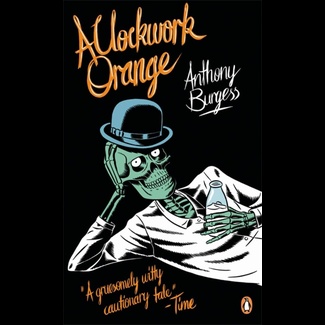 A Clockwork
Orange
Anthony
Burgess
"A gruesomely witty
cautionary tale"
-Time